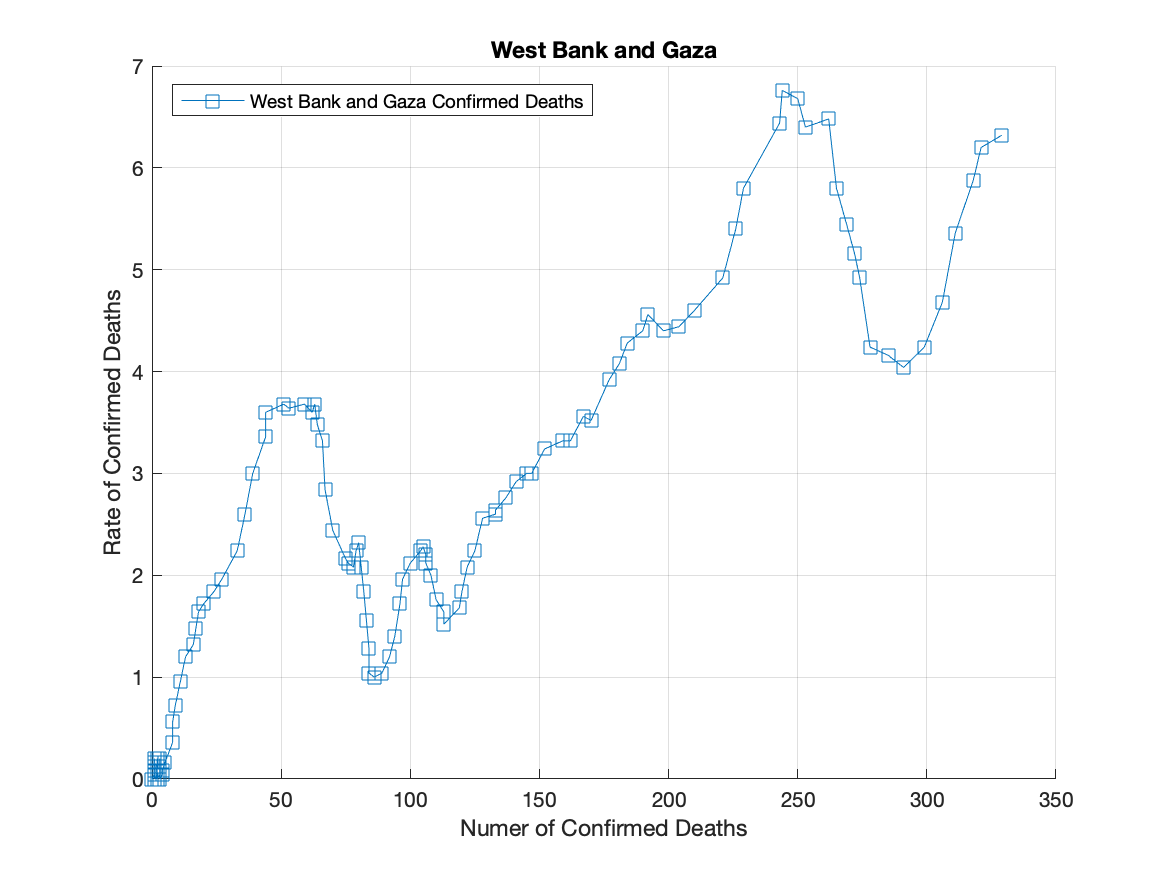 West Bank and Gaza
7
West Bank and Gaza Confirmed Deaths
6
5
4
3
2
1
0
Rate of Confirmed Deaths
0 50 100 150 200 250 300 350
Numer of Confirmed Deaths